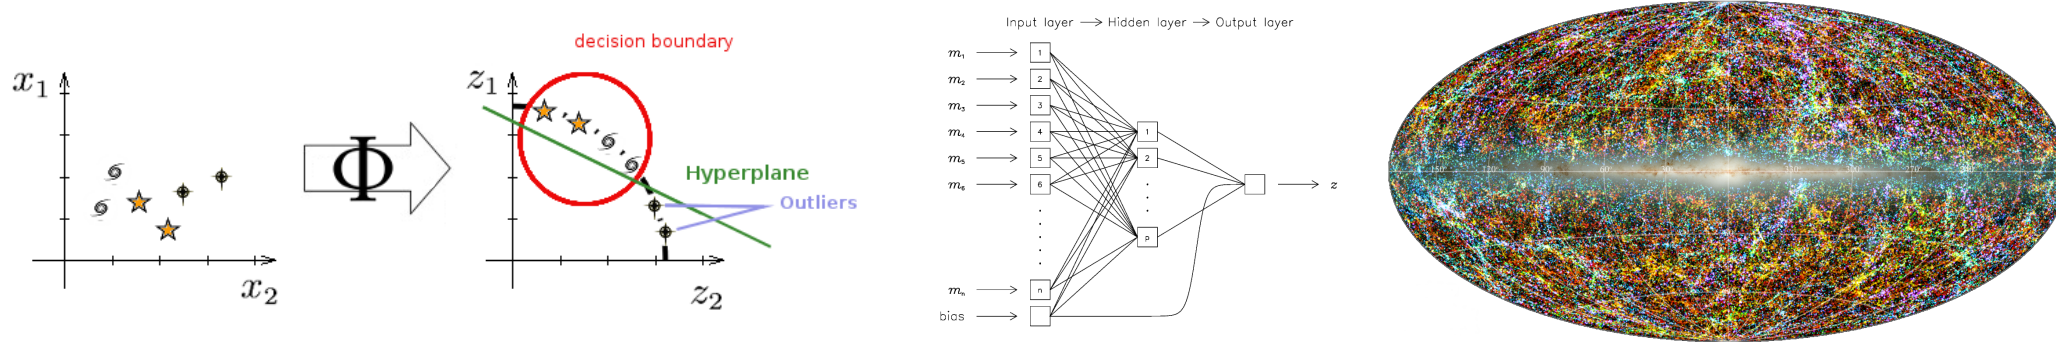 x₁
x₂
Φ
decision boundary
z₁
z₂
Hyperplane
Outliers
Input layer → Hidden layer → Output layer
m₁
m₂
m₃
m₄
m₅
m₆
mₙ
bias
1
2
3
4
5
6
n
1
2
p
z